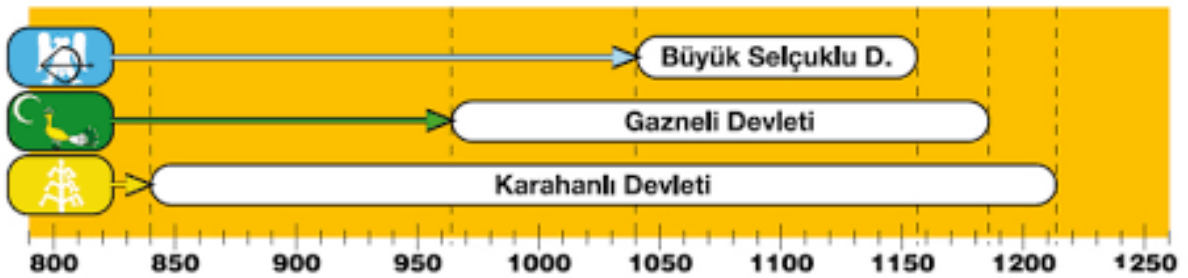 Büyük Selçuklu D.
Gazneli Devleti
Karahanlı Devleti
800 850 900 950 1000 1050 1100 1150 1200 1250